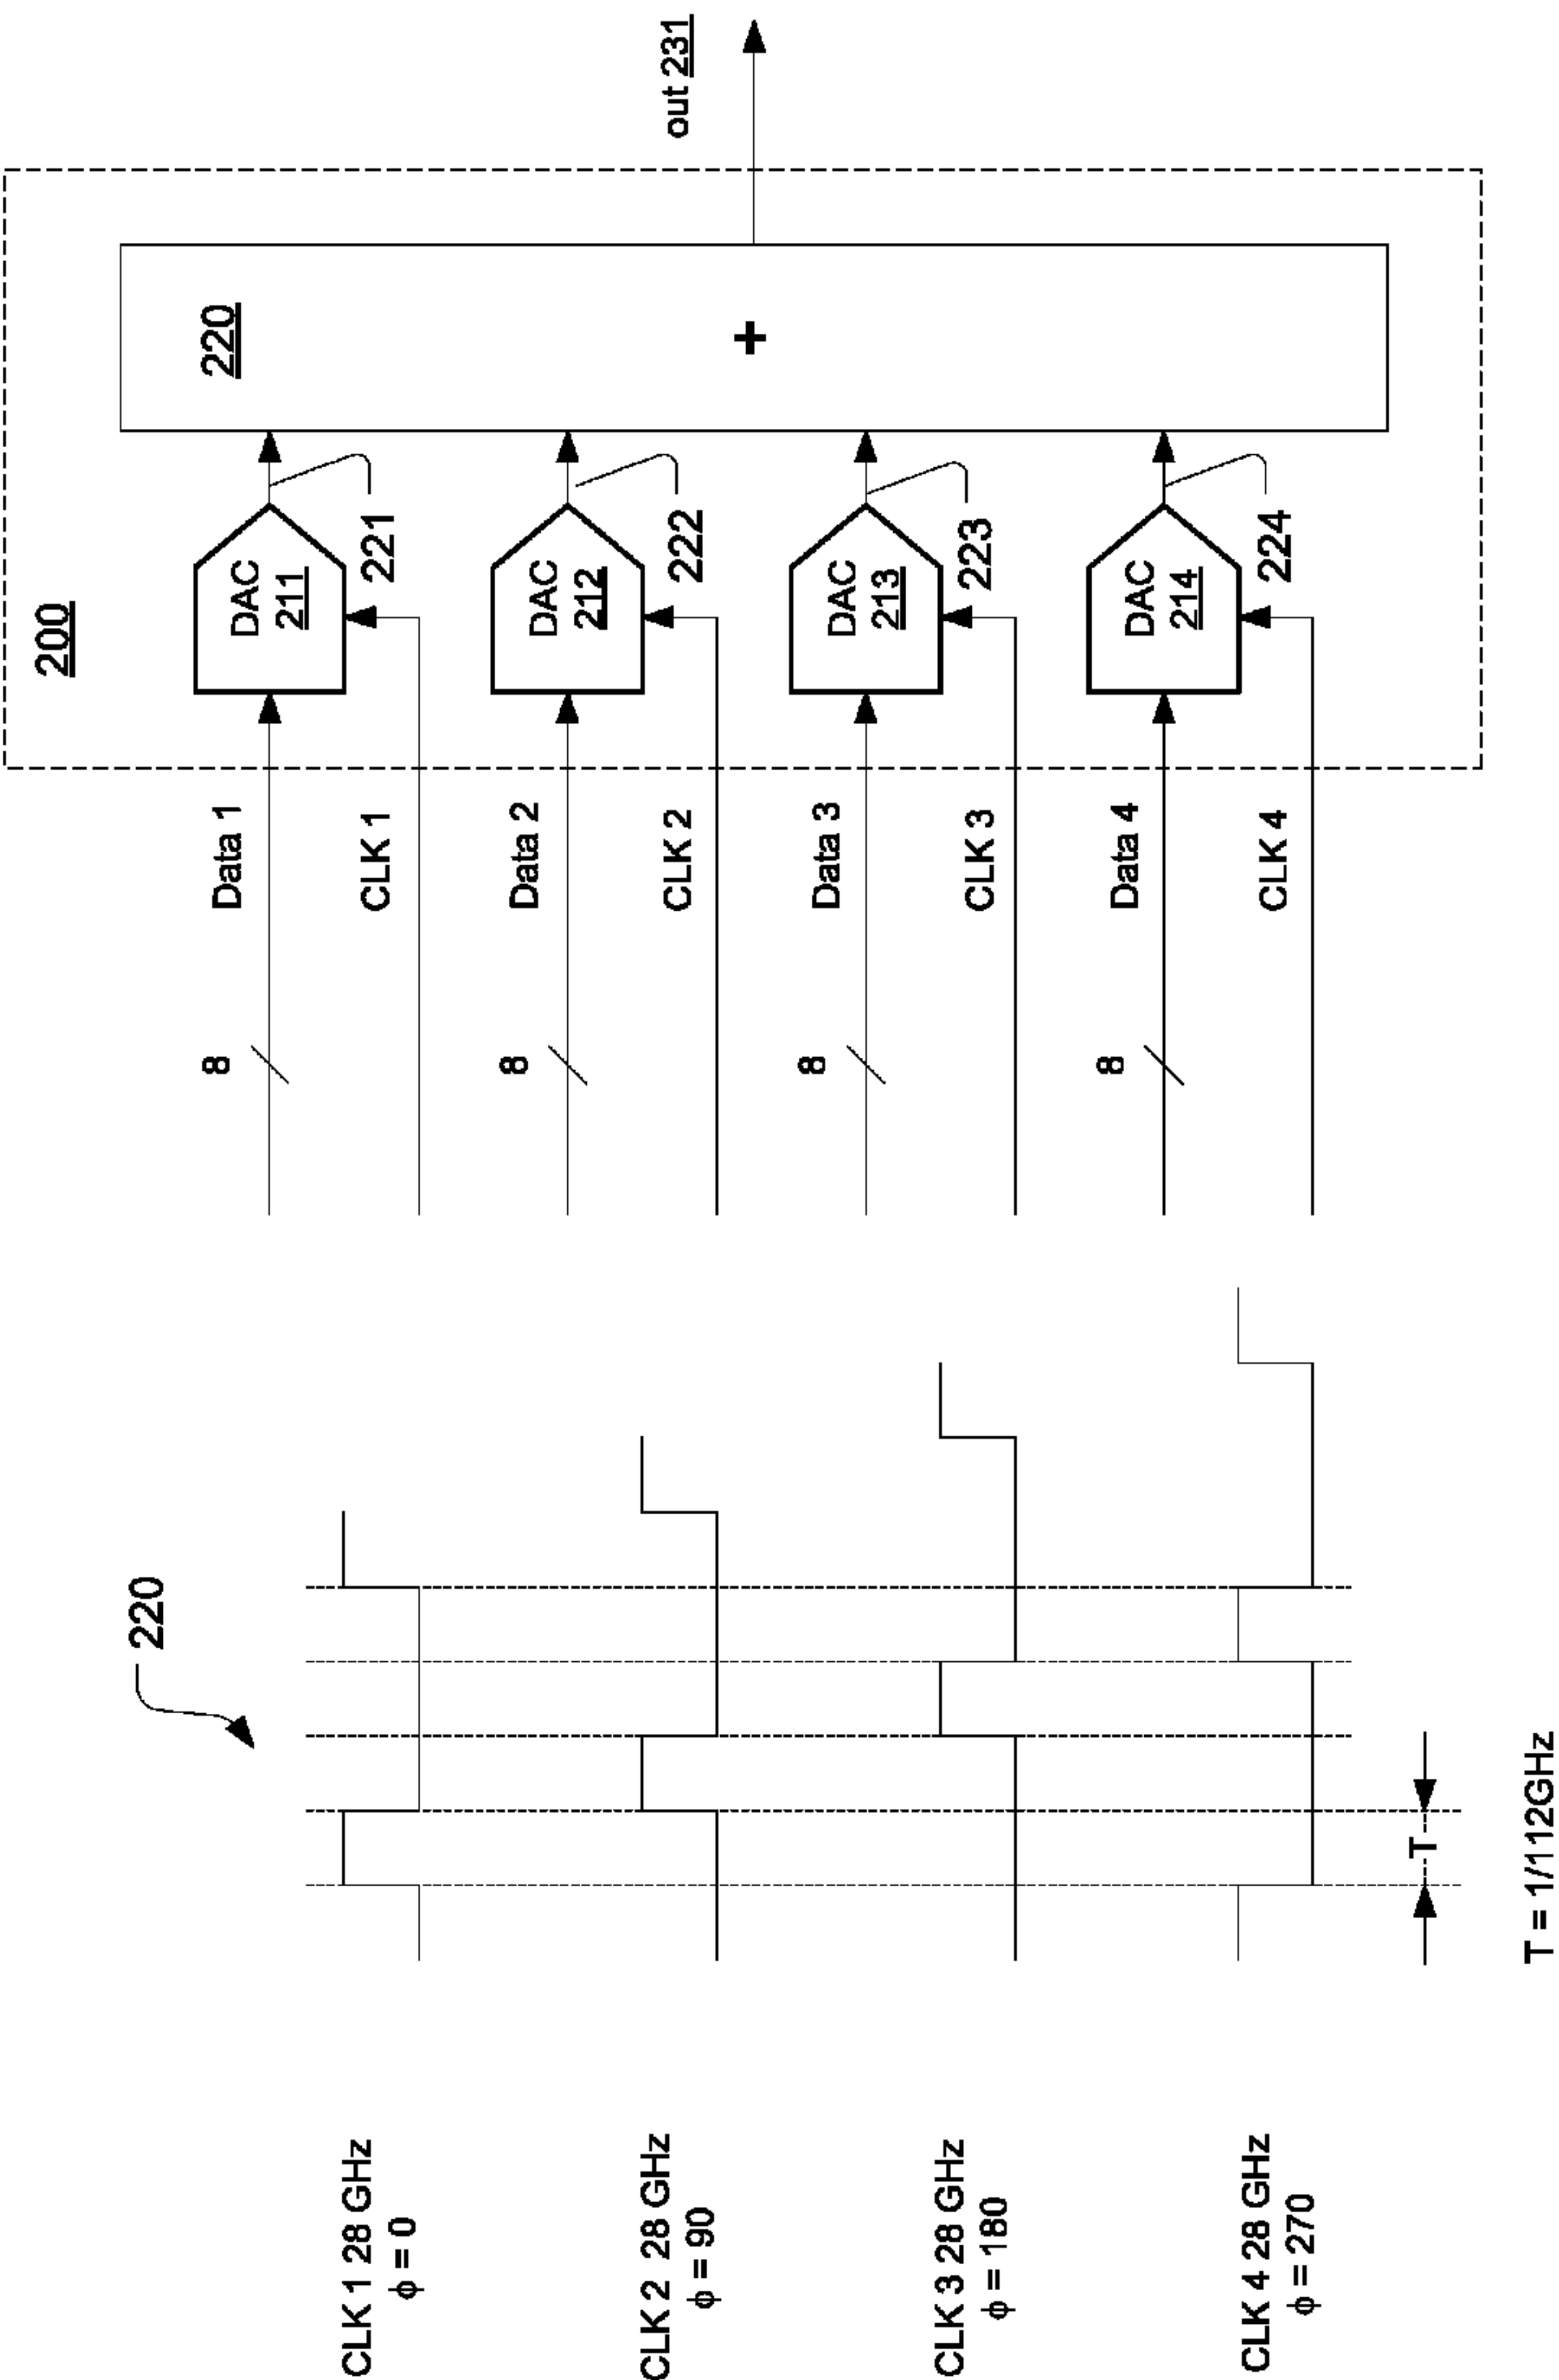 CLK 1 28 GHz
ϕ = 0
CLK 2 28 GHz
ϕ = 90
CLK 3 28 GHz
ϕ = 180
CLK 4 28 GHz
ϕ = 270
220
T
T = 1/112GHz
8
Data 1
CLK 1
8
Data 2
CLK 2
8
Data 3
CLK 3
8
Data 4
CLK 4
200
DAC
211
221
DAC
212
222
DAC
213
223
DAC
214
224
220
+
out 231